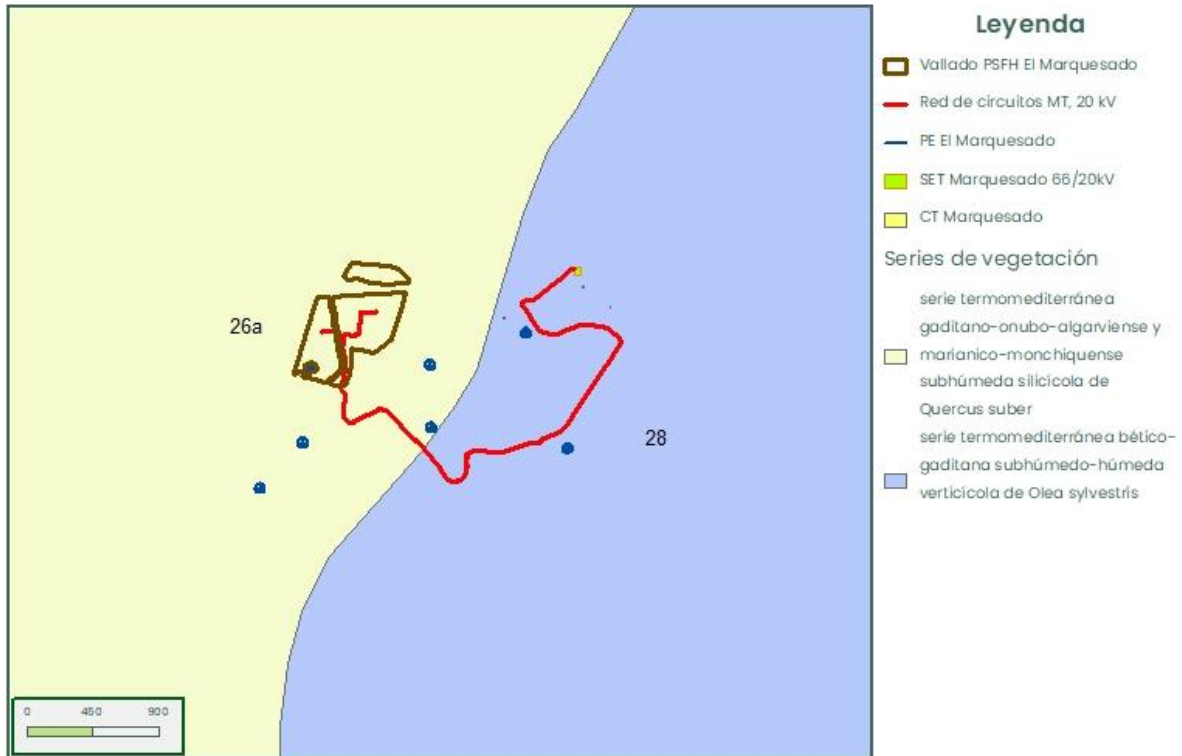 Leyenda
Vallado PSFH El Marquesado
Red de circuitos MT, 20 kV
PE El Marquesado
SET Marquesado 66/20kV
CT Marquesado
Series de vegetación
serie termomediterránea
gaditano-onubo-algarviense y
marianico-monchiquense
subhúmeda silicícola de
Quercus suber
serie termomediterránea bético-
gaditana subhúmedo-húmeda
verticícola de Olea sylvestris
26a
28
0 450 900